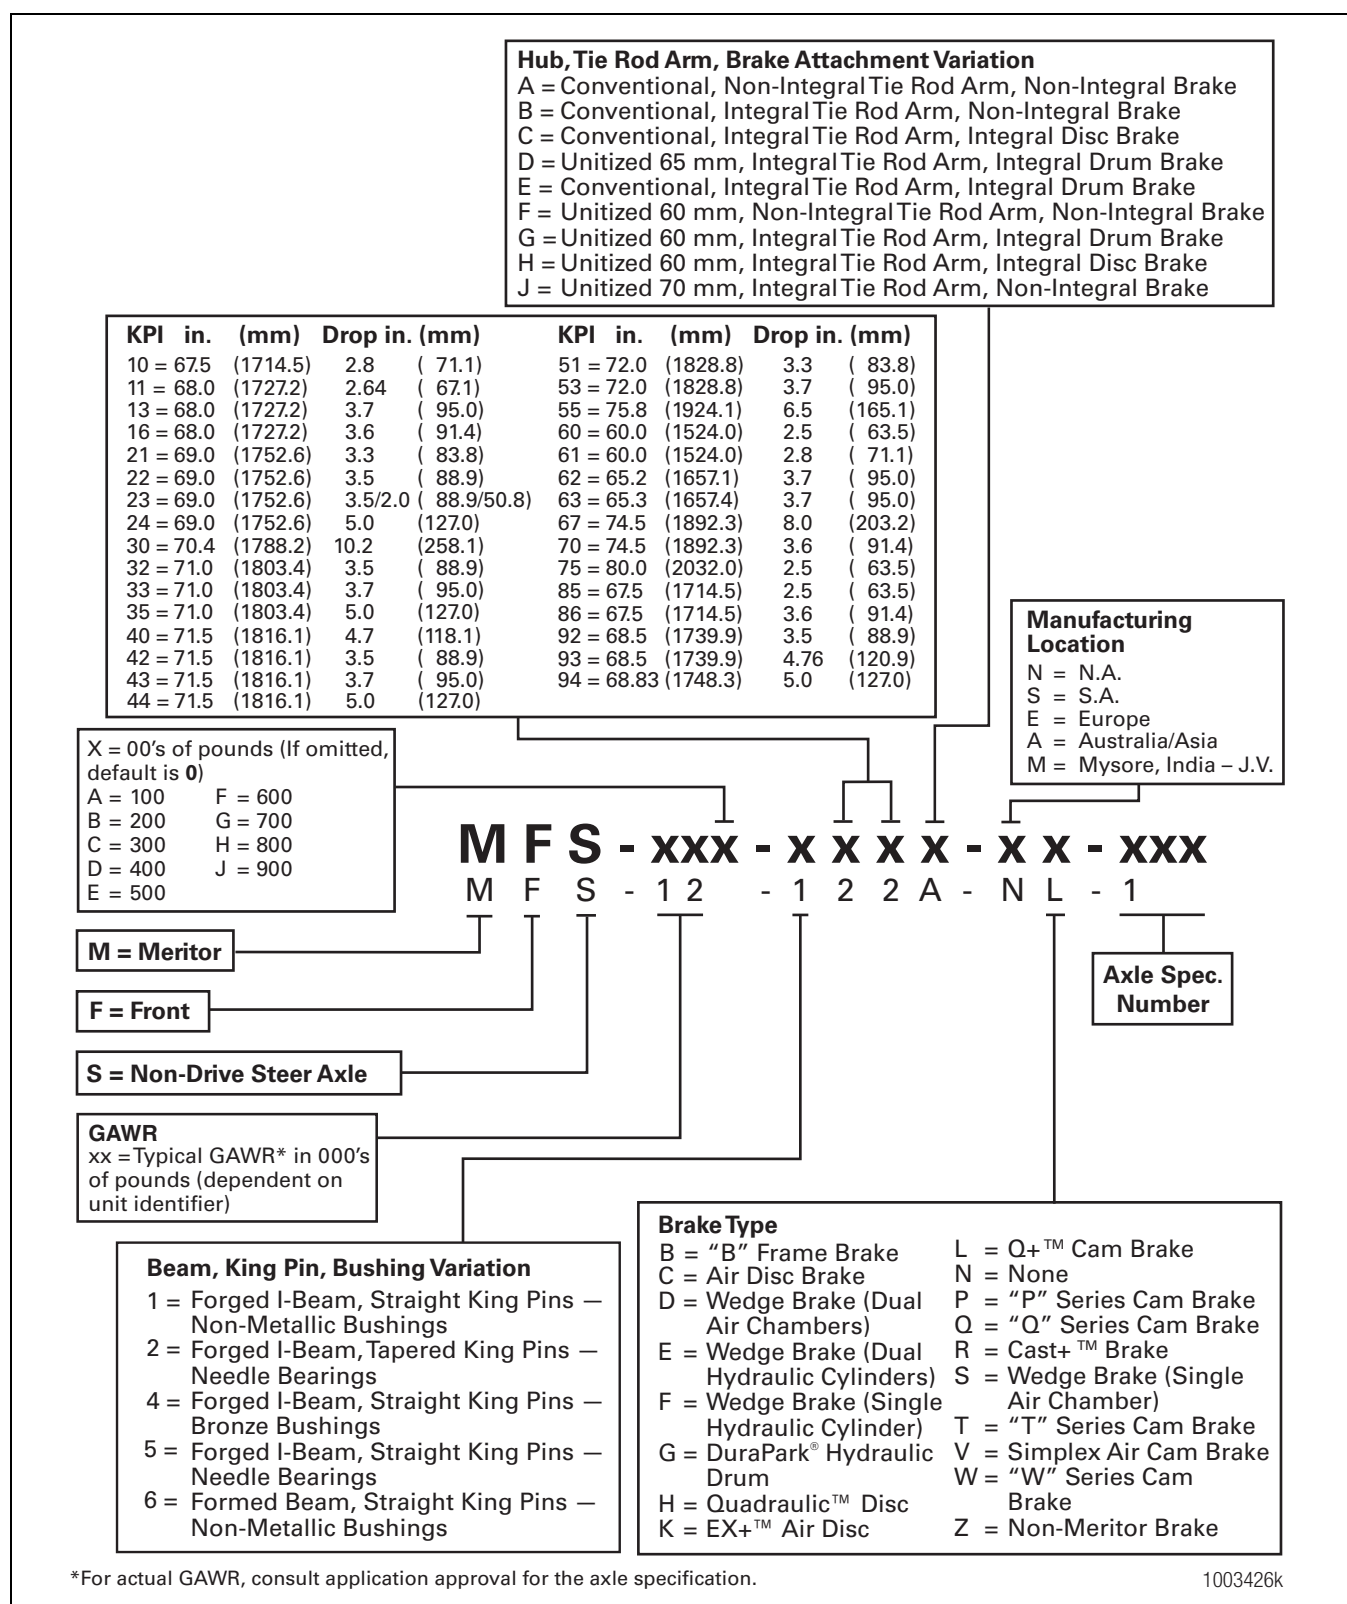 Hub, Tie Rod Arm, Brake Attachment Variation
A = Conventional, Non-Integral Tie Rod Arm, Non-Integral Brake
B = Conventional, Integral Tie Rod Arm, Non-Integral Brake
C = Conventional, Integral Tie Rod Arm, Integral Disc Brake
D = Unitized 65 mm, Integral Tie Rod Arm, Integral Drum Brake
E = Conventional, Integral Tie Rod Arm, Integral Drum Brake
F = Unitized 60 mm, Non-Integral Tie Rod Arm, Non-Integral Brake
G = Unitized 60 mm, Integral Tie Rod Arm, Integral Drum Brake
H = Unitized 60 mm, Integral Tie Rod Arm, Integral Disc Brake
J = Unitized 70 mm, Integral Tie Rod Arm, Non-Integral Brake
KPI in. (mm) Drop in. (mm)
10 = 67.5 (1714.5) 2.8 ( 71.1)
11 = 68.0 (1727.2) 2.64 ( 67.1)
13 = 68.0 (1727.2) 3.7 ( 95.0)
16 = 68.0 (1727.2) 3.6 ( 91.4)
21 = 69.0 (1752.6) 3.3 ( 83.8)
22 = 69.0 (1752.6) 3.5 ( 88.9)
23 = 69.0 (1752.6) 3.5/2.0 ( 88.9/50.8)
24 = 69.0 (1752.6) 5.0 (127.0)
30 = 70.4 (1788.2) 10.2 (258.1)
32 = 71.0 (1803.4) 3.5 ( 88.9)
33 = 71.0 (1803.4) 3.7 ( 95.0)
35 = 71.0 (1803.4) 5.0 (127.0)
40 = 71.5 (1816.1) 4.7 (118.1)
42 = 71.5 (1816.1) 3.5 ( 88.9)
43 = 71.5 (1816.1) 3.7 ( 95.0)
44 = 71.5 (1816.1) 5.0 (127.0)
KPI in. (mm) Drop in. (mm)
51 = 72.0 (1828.8) 3.3 ( 83.8)
53 = 72.0 (1828.8) 3.7 ( 95.0)
55 = 75.8 (1924.1) 6.5 (165.1)
60 = 60.0 (1524.0) 2.5 ( 63.5)
61 = 60.0 (1524.0) 2.8 ( 71.1)
62 = 65.2 (1657.1) 3.7 ( 95.0)
63 = 65.3 (1657.4) 3.7 ( 95.0)
67 = 74.5 (1892.3) 8.0 (203.2)
70 = 74.5 (1892.3) 3.6 ( 91.4)
75 = 80.0 (2032.0) 2.5 ( 63.5)
85 = 67.5 (1714.5) 2.5 ( 63.5)
86 = 67.5 (1714.5) 3.6 ( 91.4)
92 = 68.5 (1739.9) 3.5 ( 88.9)
93 = 68.5 (1739.9) 4.76 (120.9)
94 = 68.83 (1748.3) 5.0 (127.0)
Manufacturing
Location
N = N.A.
S = S.A.
E = Europe
A = Australia/Asia
M = Mysore, India – J.V.
X = 00's of pounds (If omitted,
default is 0)
A = 100 F = 600
B = 200 G = 700
C = 300 H = 800
D = 400 J = 900
E = 500
M F S - xxx - x x x x - x x - xxx
M F S - 1 2 - 1 2 2 A - N L - 1
M = Meritor
F = Front
S = Non-Drive Steer Axle
Axle Spec.
Number
GAWR
xx = Typical GAWR* in 000's
of pounds (dependent on
unit identifier)
Beam, King Pin, Bushing Variation
1 = Forged I-Beam, Straight King Pins —
Non-Metallic Bushings
2 = Forged I-Beam, Tapered King Pins —
Needle Bearings
4 = Forged I-Beam, Straight King Pins —
Bronze Bushings
5 = Forged I-Beam, Straight King Pins —
Needle Bearings
6 = Formed Beam, Straight King Pins —
Non-Metallic Bushings
Brake Type
B = “B” Frame Brake
C = Air Disc Brake
D = Wedge Brake (Dual
Air Chambers)
E = Wedge Brake (Dual
Hydraulic Cylinders)
F = Wedge Brake (Single
Hydraulic Cylinder)
G = DuraPark® Hydraulic
Drum
H = Quadraulic™ Disc
K = EX+™ Air Disc
L = Q+™ Cam Brake
N = None
P = “P” Series Cam Brake
Q = “Q” Series Cam Brake
R = Cast+ ™ Brake
S = Wedge Brake (Single
Air Chamber)
T = “T” Series Cam Brake
V = Simplex Air Cam Brake
W = “W” Series Cam
Brake
Z = Non-Meritor Brake
*For actual GAWR, consult application approval for the axle specification.
1003426k